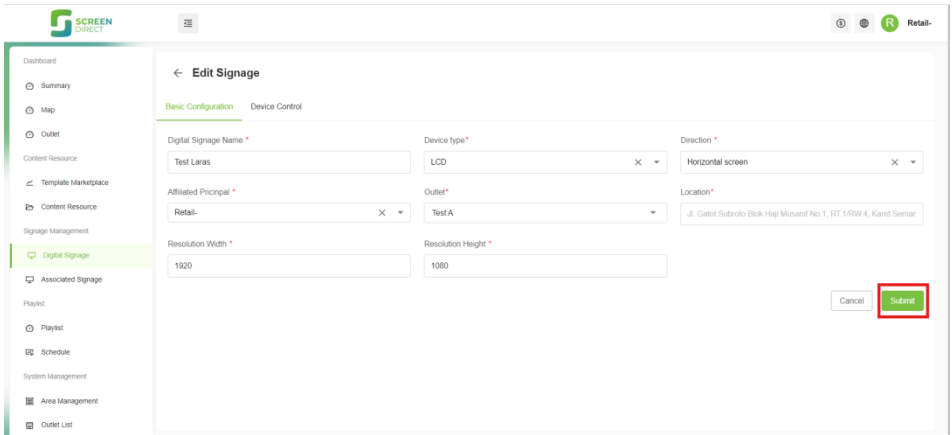 SCREEN
DIRECT
Retail-
Dashboard
Summary
Map
Outlet
Content Resource
Template Marketplace
Content Resource
Signage Management
Digital Signage
Associated Signage
Playlist
Playlist
Schedule
System Management
Area Management
Outlet List
Edit Signage
Basic Configuration Device Control
Digital Signage Name * Device type* Direction *
Test Laras LCD Horizontal screen
Affiliated Pricinpal * Outlet* Location*
Retail- Test A Jl. Gatot Subroto Blok Haji Musanif No.1, RT.1/RW.4, Karet Semar
Resolution Width * Resolution Height *
1920 1080
Cancel Submit